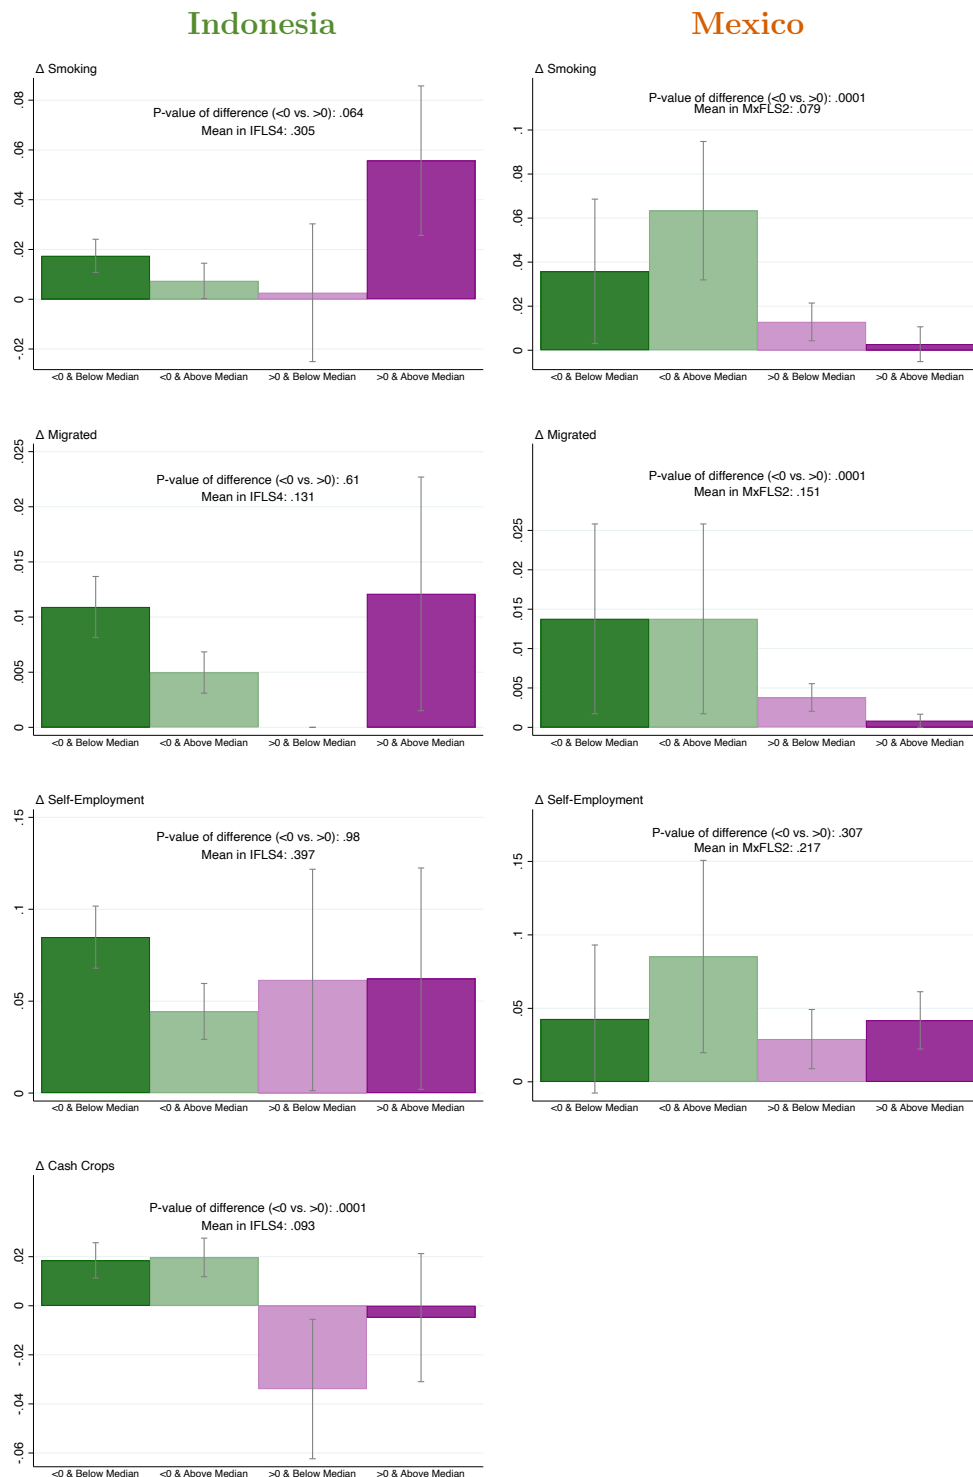 Indonesia
Mexico
Δ Smoking
P-value of difference (<0 vs. >0): .064
Mean in IFLS4: .305
.08
.06
.04
.02
0
-.02
<0 & Below Median <0 & Above Median >0 & Below Median >0 & Above Median
Δ Smoking
P-value of difference (<0 vs. >0): .0001
Mean in MxFLS2: .079
.1
.08
.06
.04
.02
0
<0 & Below Median <0 & Above Median >0 & Below Median >0 & Above Median
Δ Migrated
P-value of difference (<0 vs. >0): .61
Mean in IFLS4: .131
.025
.02
.015
.01
.005
0
<0 & Below Median <0 & Above Median >0 & Below Median >0 & Above Median
Δ Migrated
P-value of difference (<0 vs. >0): .0001
Mean in MxFLS2: .151
.025
.02
.015
.01
.005
0
<0 & Below Median <0 & Above Median >0 & Below Median >0 & Above Median
Δ Self-Employment
P-value of difference (<0 vs. >0): .98
Mean in IFLS4: .397
.15
.1
.05
0
<0 & Below Median <0 & Above Median >0 & Below Median >0 & Above Median
Δ Self-Employment
P-value of difference (<0 vs. >0): .307
Mean in MxFLS2: .217
.15
.1
.05
0
<0 & Below Median <0 & Above Median >0 & Below Median >0 & Above Median
Δ Cash Crops
P-value of difference (<0 vs. >0): .0001
Mean in IFLS4: .093
.02
0
-.02
-.04
-.06
<0 & Below Median <0 & Above Median >0 & Below Median >0 & Above Median